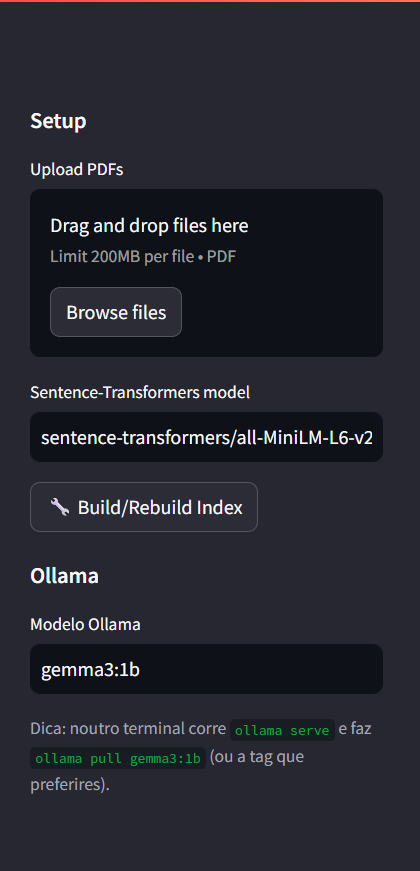 Setup
Upload PDFs
Drag and drop files here
Limit 200MB per file • PDF
Browse files
Sentence-Transformers model
sentence-transformers/all-MiniLM-L6-v2
🔧 Build/Rebuild Index
Ollama
Modelo Ollama
gemma3:1b
Dica: noutro terminal corre ollama serve e faz
ollama pull gemma3:1b (ou a tag que
preferires).